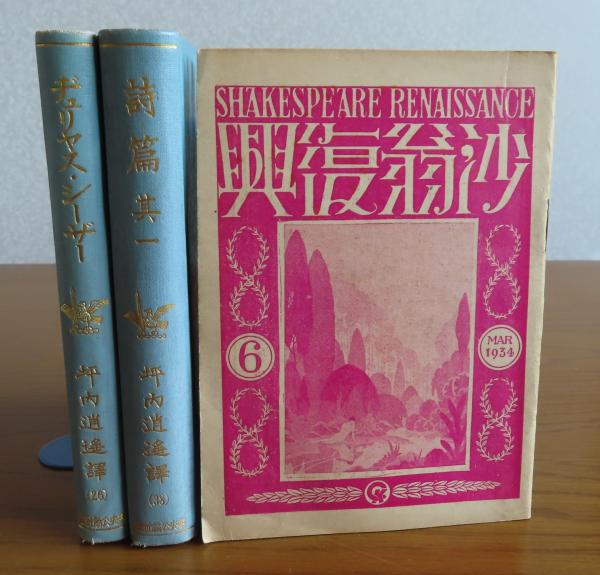 ヂュリヤス・シーザー
坪内逍遙譯
(26)
詩篇 其一
坪内逍遙譯
(38)
SHAKESPEARE RENAISSANCE
沙翁復興
6
MAR
1934